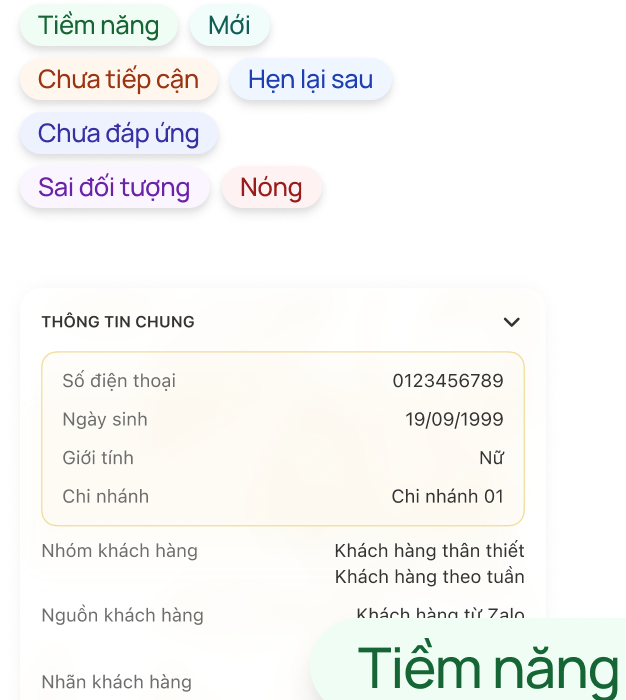 Tiềm năng Mới
Chưa tiếp cận Hẹn lại sau
Chưa đáp ứng
Sai đối tượng Nóng
THÔNG TIN CHUNG
Số điện thoại 0123456789
Ngày sinh 19/09/1999
Giới tính Nữ
Chi nhánh Chi nhánh 01
Nhóm khách hàng Khách hàng thân thiết
Khách hàng theo tuần
Nguồn khách hàng Khách hàng từ Zalo
Tiềm năng
Nhãn khách hàng